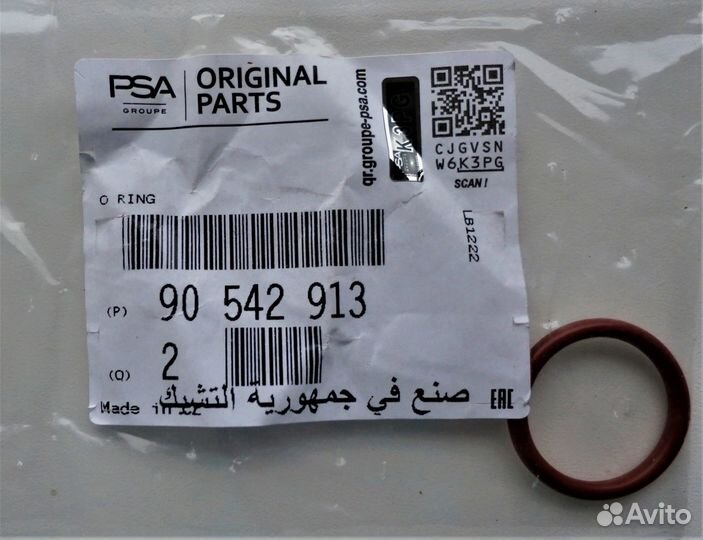 PSA
GROUPE
ORIGINAL
PARTS
qr.groupe-psa.com
K3PG
CJGVSN
W6K3PG
SCAN!
O RING
LB1222
(P) 90 542 913
(Q) 2
صنع في جمهورية التشيك
Made in
EAC
Avito